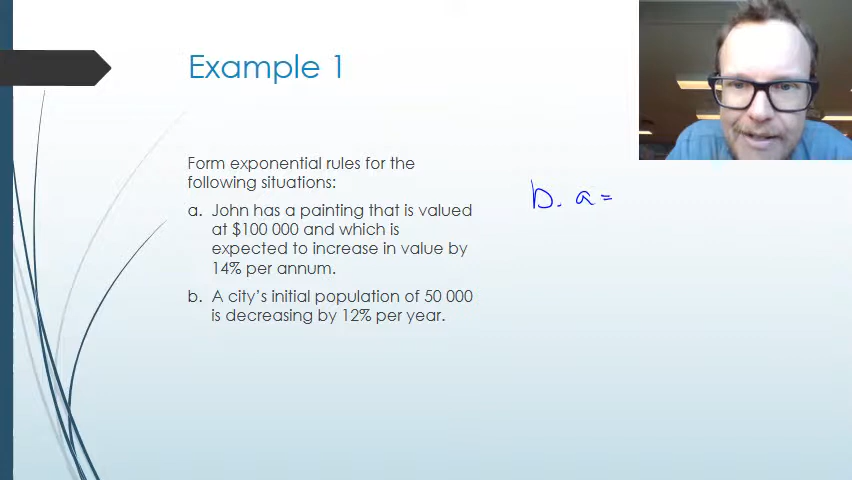 Example 1
Form exponential rules for the
following situations:
a. John has a painting that is valued
at $100 000 and which is
expected to increase in value by
14% per annum.
b. A city's initial population of 50 000
is decreasing by 12% per year.
b. a =